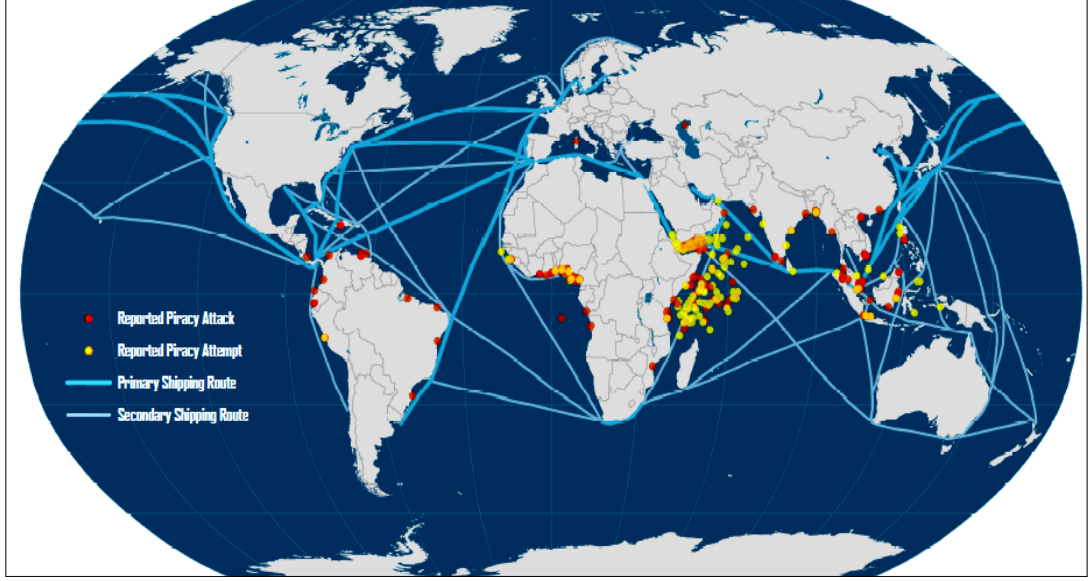 Reported Piracy Attack
Reported Piracy Attempt
Primary Shipping Route
Secondary Shipping Route